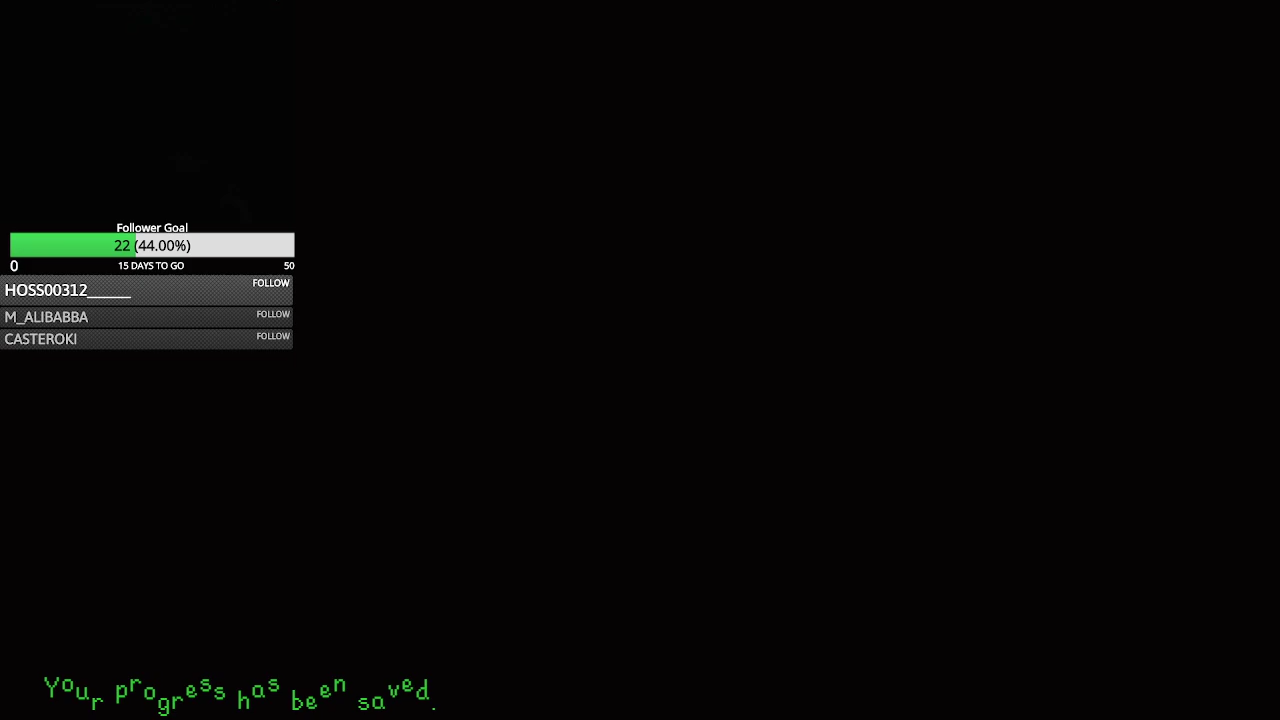 Follower Goal
22 (44.00%)
0 15 DAYS TO GO 50
HOSS00312______ FOLLOW
M_ALIBABBA FOLLOW
CASTEROKI FOLLOW
Your progress has been saved.